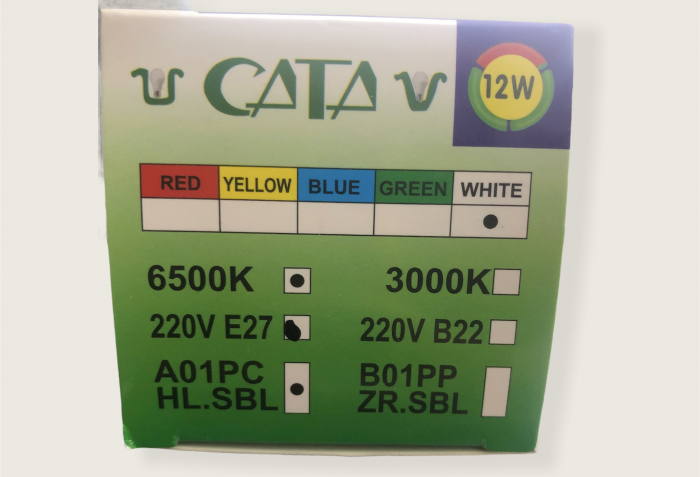 CATA 12W
RED YELLOW BLUE GREEN WHITE
6500K 3000K
220V E27 220V B22
A01PC B01PP
HL.SBL ZR.SBL